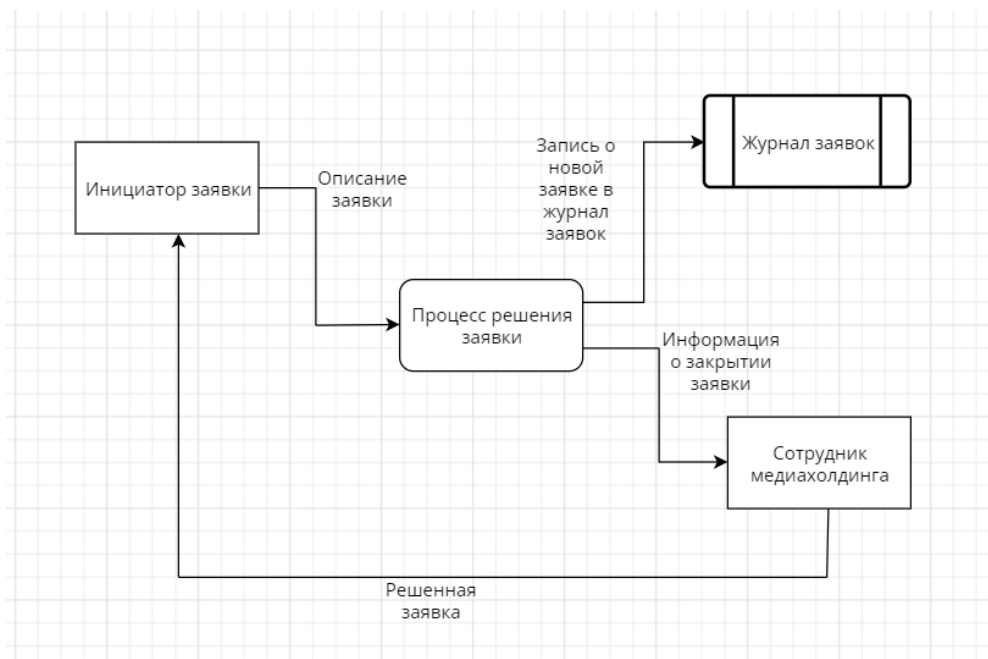 Инициатор заявки
Описание
заявки
Запись о
новой
заявке в
журнал
заявок
Журнал заявок
Процесс решения
заявки
Информация
о закрытии
заявки
Сотрудник
медиахолдинга
Решенная
заявка